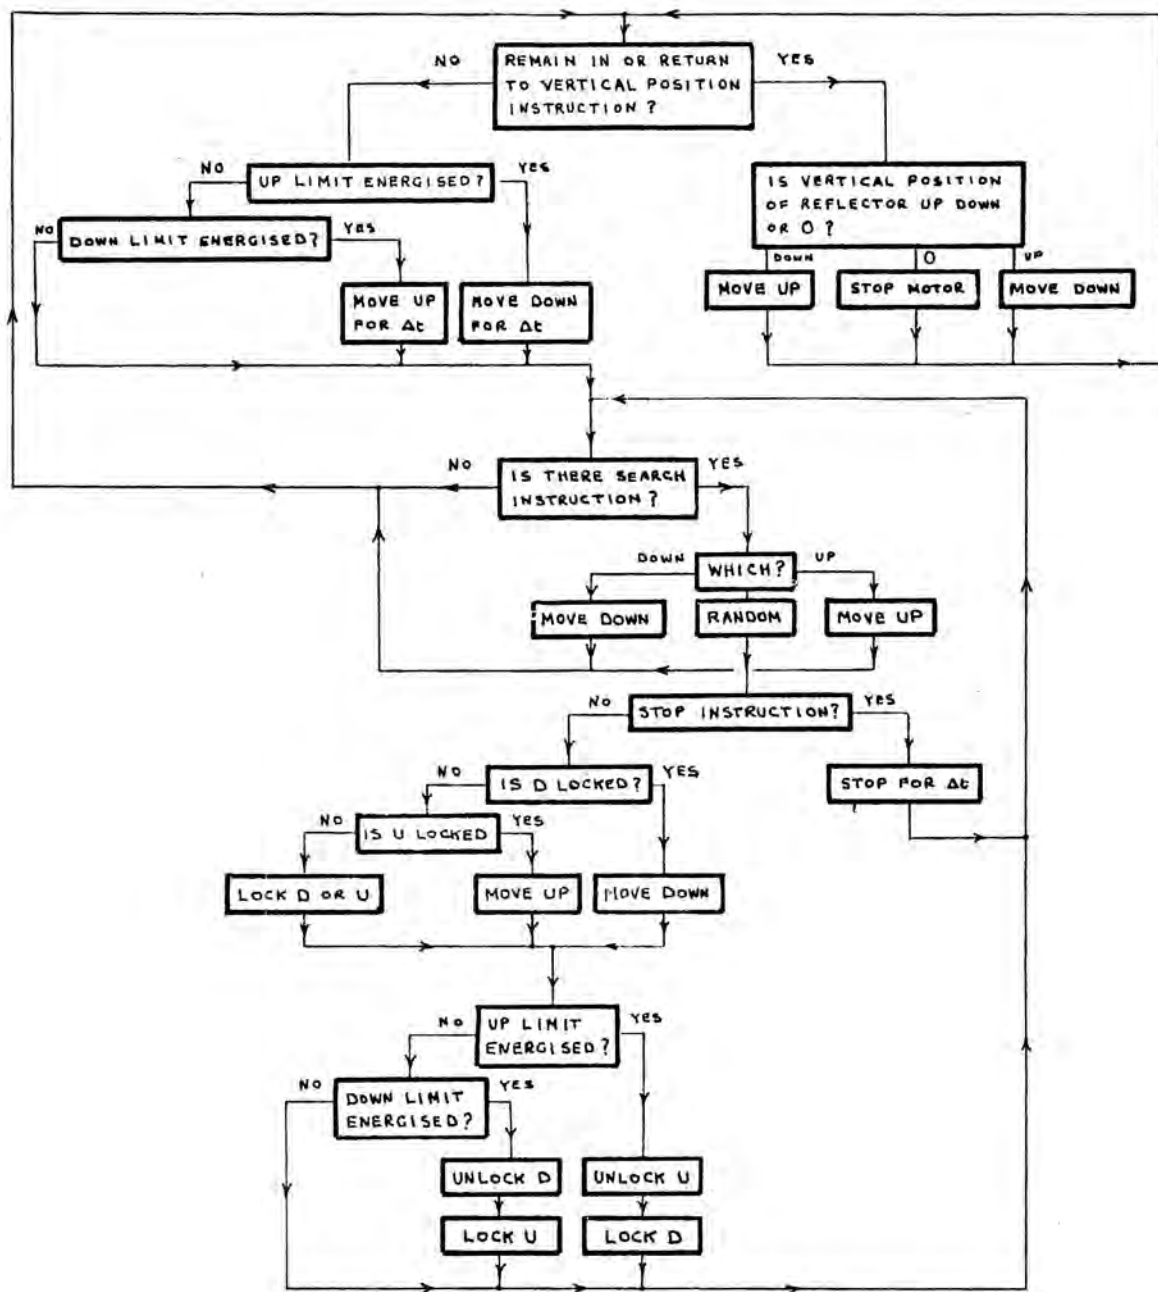 NO
REMAIN IN OR RETURN
TO VERTICAL POSITION
INSTRUCTION?
YES
NO
UP LIMIT ENERGISED?
YES
IS VERTICAL POSITION
OF REFLECTOR UP DOWN
OR O?
NO
DOWN LIMIT ENERGISED?
YES
DOWN
O
UP
MOVE UP
FOR Δt
MOVE DOWN
FOR Δt
MOVE UP
STOP MOTOR
MOVE DOWN
NO
IS THERE SEARCH
INSTRUCTION?
YES
DOWN
WHICH?
UP
MOVE DOWN
RANDOM
MOVE UP
NO
STOP INSTRUCTION?
YES
NO
IS D LOCKED?
YES
STOP FOR Δt
NO
IS U LOCKED
YES
LOCK D OR U
MOVE UP
MOVE DOWN
NO
UP LIMIT
ENERGISED?
YES
NO
DOWN LIMIT
ENERGISED?
YES
UNLOCK D
UNLOCK U
LOCK U
LOCK D